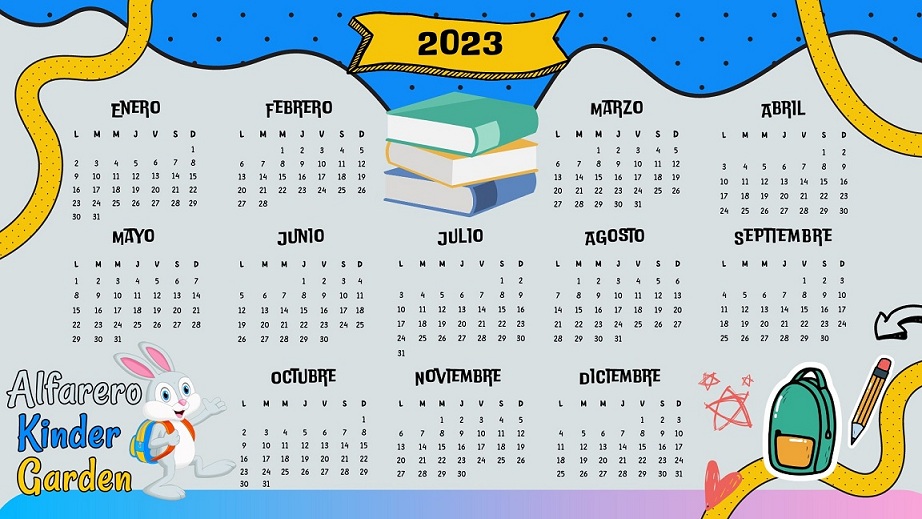 2023
ENERO
L M M J V S D
1
2 3 4 5 6 7 8
9 10 11 12 13 14 15
16 17 18 19 20 21 22
23 24 25 26 27 28 29
30 31
FEBRERO
L M M J V S D
1 2 3 4 5
6 7 8 9 10 11 12
13 14 15 16 17 18 19
20 21 22 23 24 25 26
27 28
MARZO
L M M J V S D
1 2 3 4 5
6 7 8 9 10 11 12
13 14 15 16 17 18 19
20 21 22 23 24 25 26
27 28 29 30 31
ABRIL
L M M J V S D
1 2
3 4 5 6 7 8 9
10 11 12 13 14 15 16
17 18 19 20 21 22 23
24 25 26 27 28 29 30
MAYO
L M M J V S D
1 2 3 4 5 6 7
8 9 10 11 12 13 14
15 16 17 18 19 20 21
22 23 24 25 26 27 28
29 30 31
JUNIO
L M M J V S D
1 2 3 4
5 6 7 8 9 10 11
12 13 14 15 16 17 18
19 20 21 22 23 24 25
26 27 28 29 30
JULIO
L M M J V S D
1 2
3 4 5 6 7 8 9
10 11 12 13 14 15 16
17 18 19 20 21 22 23
24 25 26 27 28 29 30
31
AGOSTO
L M M J V S D
1 2 3 4 5 6
7 8 9 10 11 12 13
14 15 16 17 18 19 20
21 22 23 24 25 26 27
28 29 30 31
SEPTIEMBRE
L M M J V S D
1 2 3
4 5 6 7 8 9 10
11 12 13 14 15 16 17
18 19 20 21 22 23 24
25 26 27 28 29 30
Alfarero
Kinder
Garden
OCTUBRE
L M M J V S D
1
2 3 4 5 6 7 8
9 10 11 12 13 14 15
16 17 18 19 20 21 22
23 24 25 26 27 28 29
30 31
NOVIEMBRE
L M M J V S D
1 2 3 4 5
6 7 8 9 10 11 12
13 14 15 16 17 18 19
20 21 22 23 24 25 26
27 28 29 30
DICIEMBRE
L M M J V S D
1 2 3
4 5 6 7 8 9 10
11 12 13 14 15 16 17
18 19 20 21 22 23 24
25 26 27 28 29 30 31